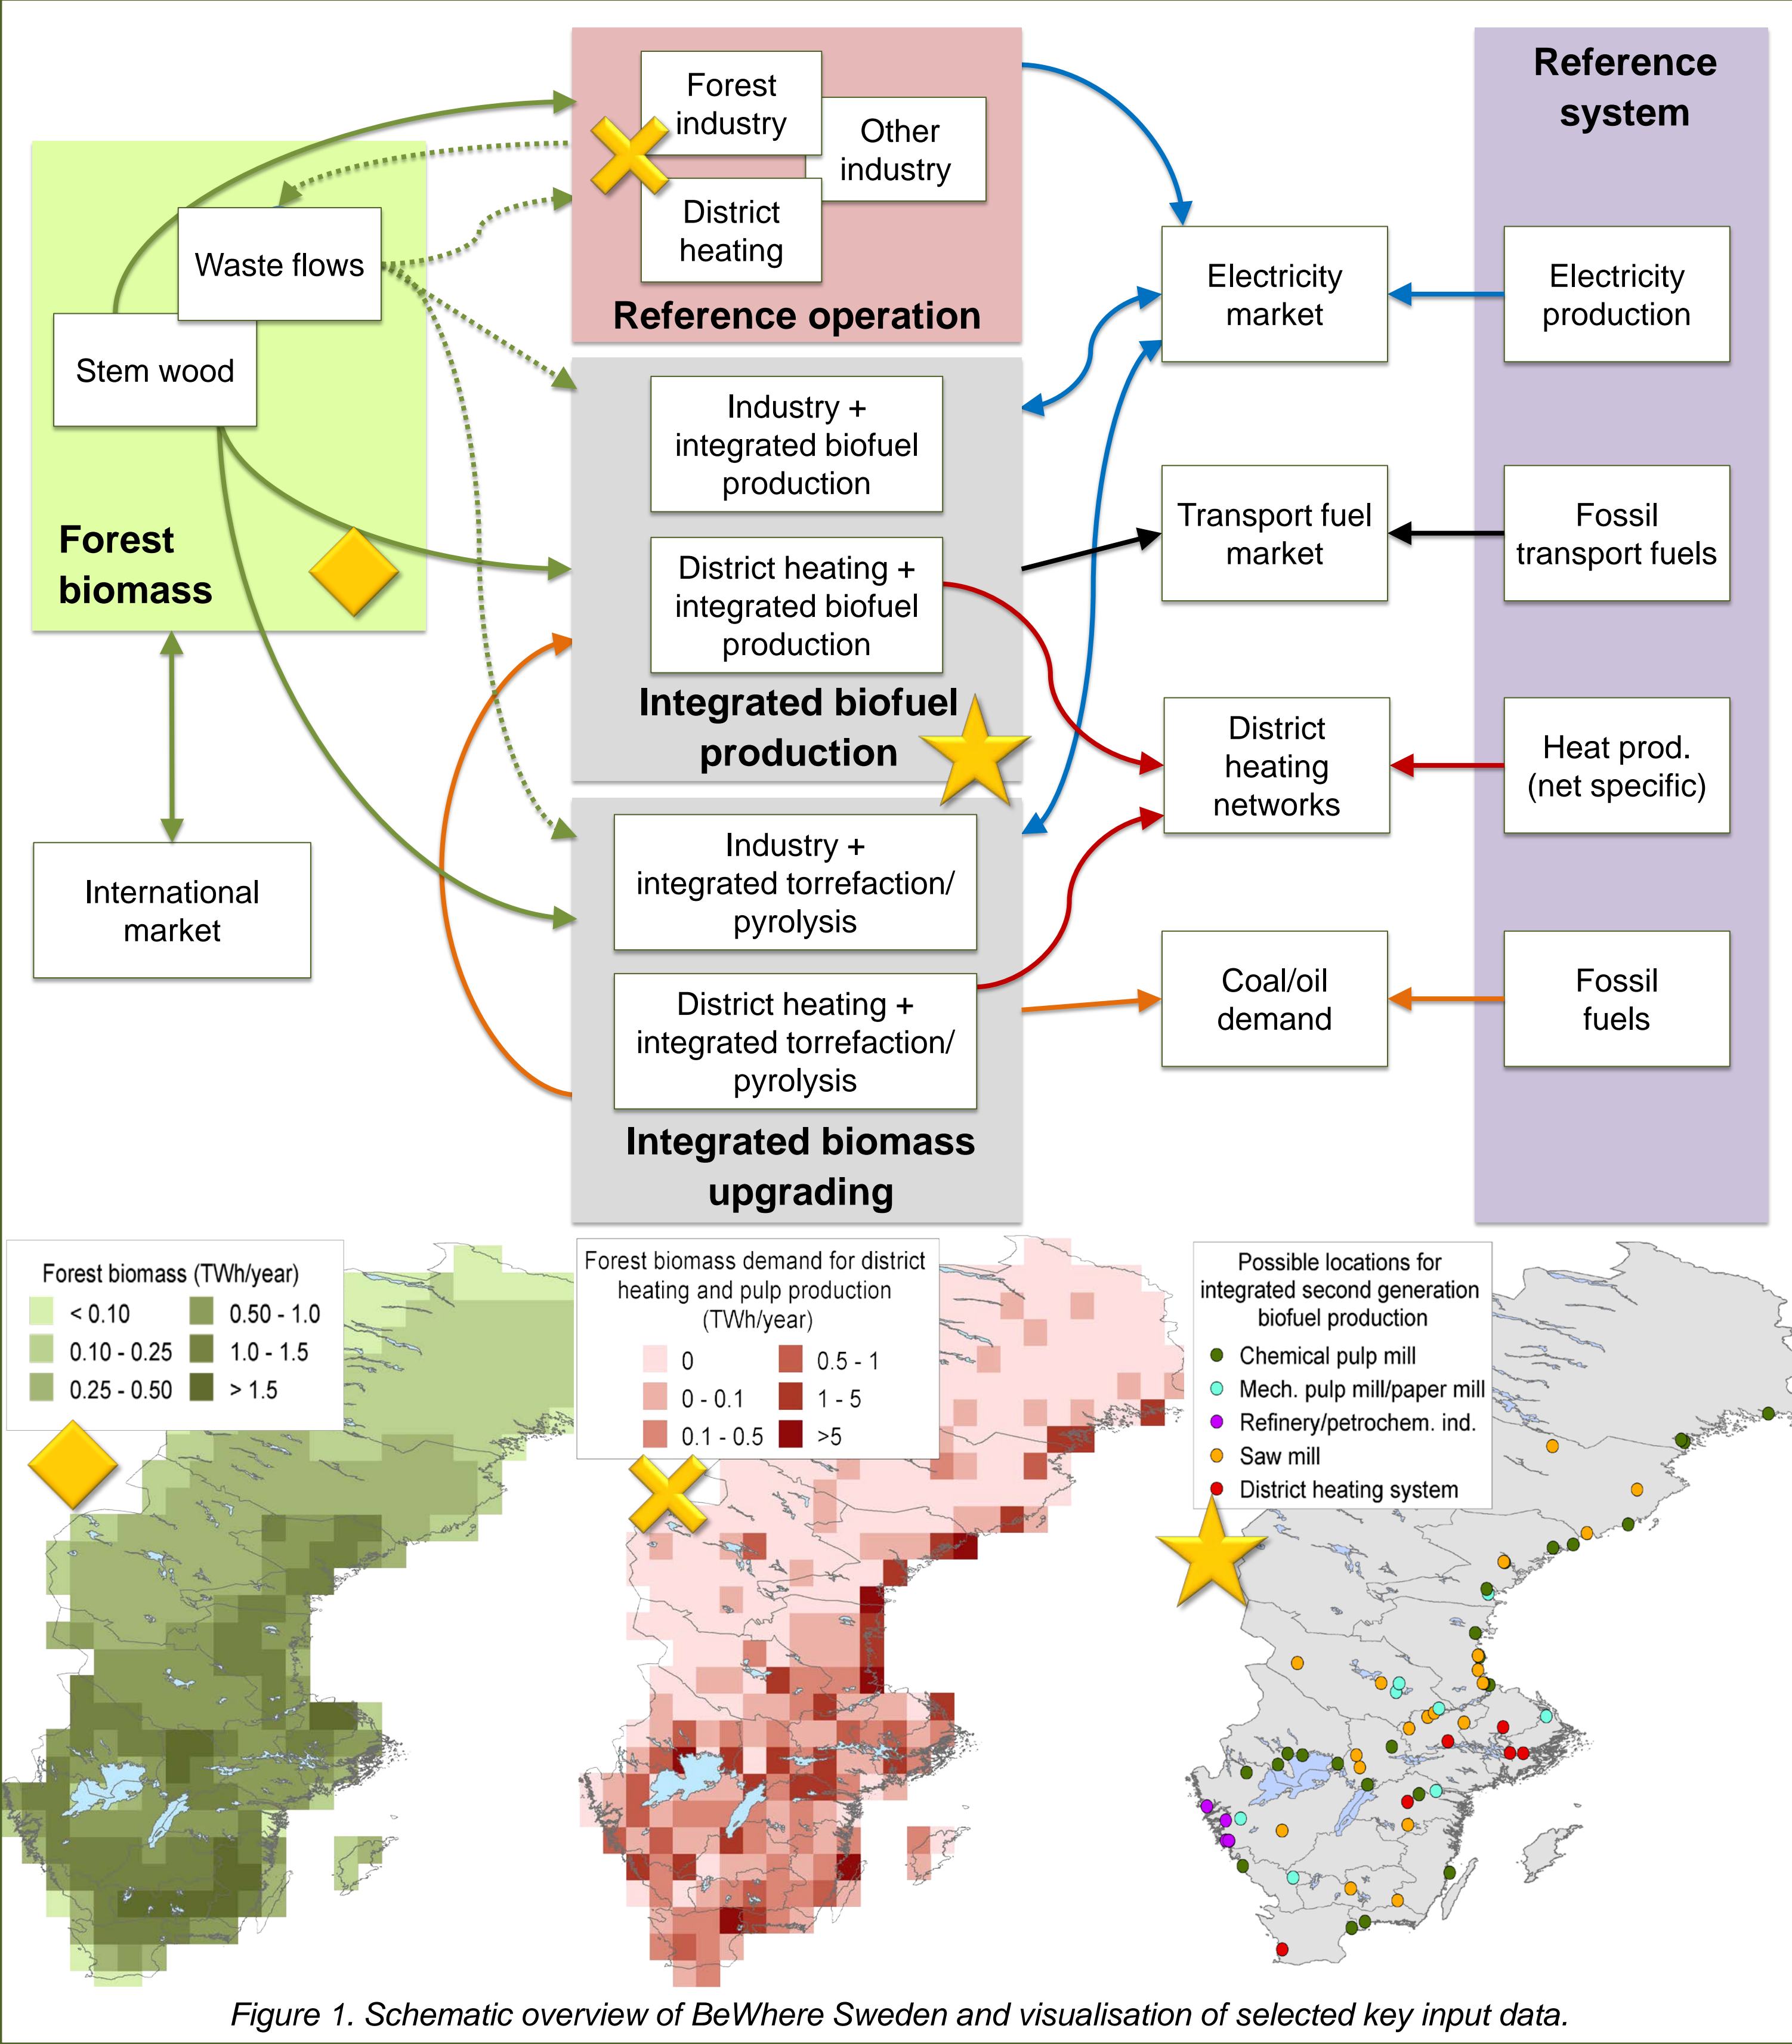 Forest
industry
Other
industry
District
heating
Reference operation
Reference
system
Waste flows
Stem wood
Forest
biomass
International
market
Industry +
integrated biofuel
production
District heating +
integrated biofuel
production
Integrated biofuel
production
Industry +
integrated torrefaction/
pyrolysis
District heating +
integrated torrefaction/
pyrolysis
Integrated biomass
upgrading
Electricity
market
Transport fuel
market
District
heating
networks
Coal/oil
demand
Electricity
production
Fossil
transport fuels
Heat prod.
(net specific)
Fossil
fuels
Forest biomass (TWh/year)
< 0.10
0.10 - 0.25
0.25 - 0.50
0.50 - 1.0
1.0 - 1.5
> 1.5
Forest biomass demand for district
heating and pulp production
(TWh/year)
0
0 - 0.1
0.1 - 0.5
0.5 - 1
1 - 5
>5
Possible locations for
integrated second generation
biofuel production
Chemical pulp mill
Mech. pulp mill/paper mill
Refinery/petrochem. ind.
Saw mill
District heating system
Figure 1. Schematic overview of BeWhere Sweden and visualisation of selected key input data.